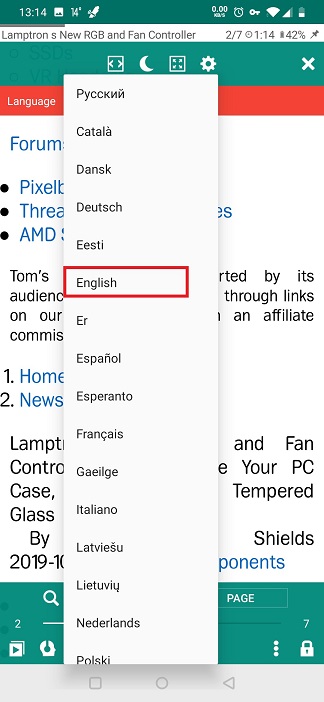 13:14 14° 0.00 KB/s
Lamptron s New RGB and Fan Controller 2/7 1:14 42%
SSDs
VR
Language
Русский
Català
Dansk
Deutsch
Eesti
English
Er
Español
Esperanto
Français
Gaeilge
Italiano
Latviešu
Lietuvių
Nederlands
Polski
Forums
Pixelb
Threa es
AMD S
Tom's rted by its
audienc through links
on our n an affiliate
commis
1. Home
2. News
Lamptr and Fan
Contro e Your PC
Case, Tempered
Glass
By Shields
2019-10 ponents
PAGE
2 7